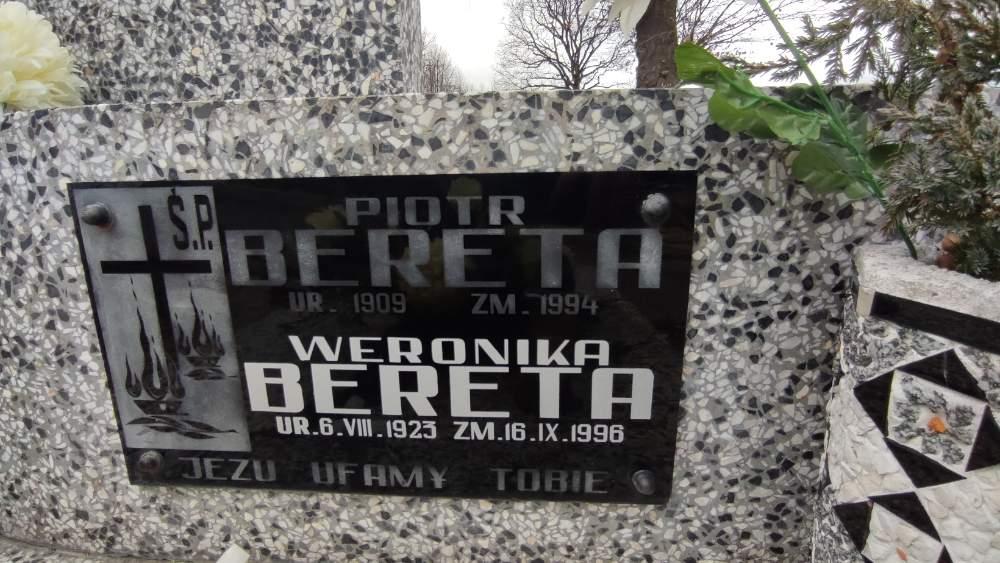 Ś.P.
PIOTR
BERETA
UR. 1909 ZM. 1994
WERONIKA
BERETA
UR.6.VIII.1923 ZM.16.IX.1996
JEZU UFAMY TOBIE